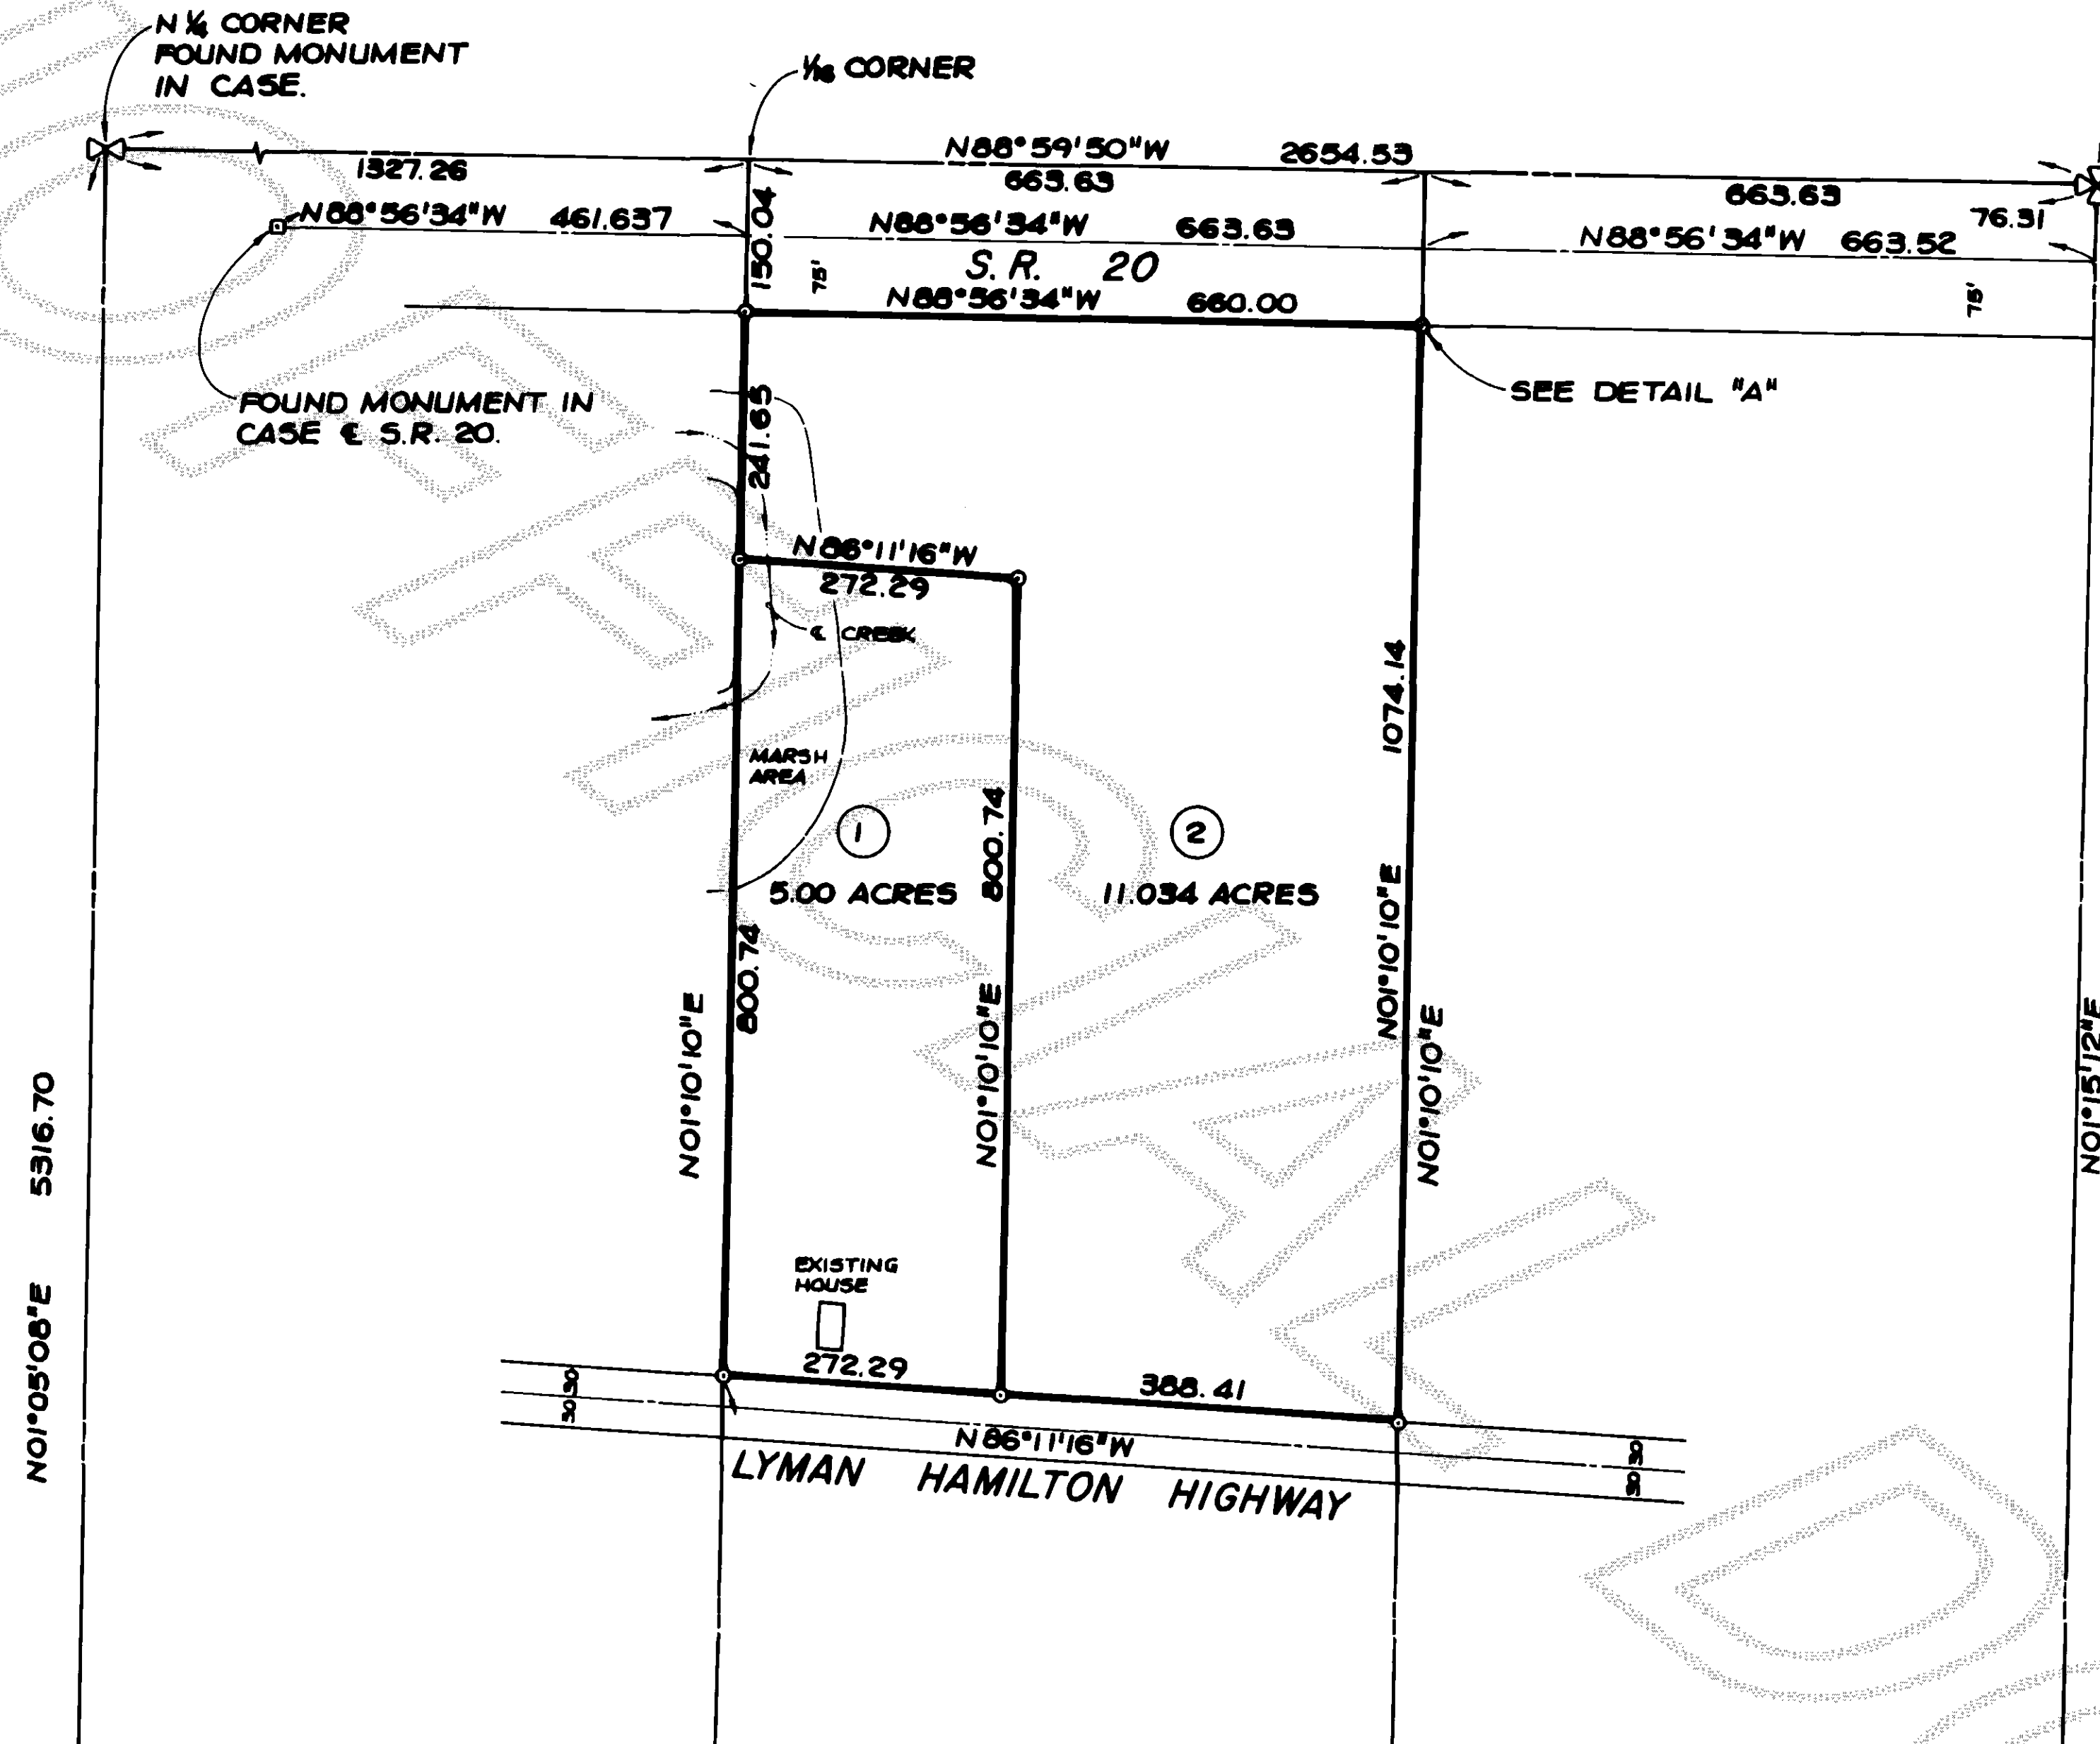 N ¼ CORNER
FOUND MONUMENT
IN CASE.
1/16 CORNER
N88°59'50"W 2654.53
1327.26
663.63
663.63
76.31
N88°56'34"W 461.637
N88°56'34"W 663.63
N88°56'34"W 663.52
150.04
75'
S.R. 20
75'
N88°56'34"W 660.00
FOUND MONUMENT IN
CASE ℄ S.R. 20.
SEE DETAIL "A"
241.65
N86°11'16"W
272.29
℄ CREEK
1074.14
MARSH
AREA
1
2
800.74
5.00 ACRES
11.034 ACRES
800.74
N01°10'10"E
N01°10'10"E
N01°10'10"E
N01°10'10"E
N01°15'12"E
5316.70
N01°05'08"E
EXISTING
HOUSE
272.29
388.41
30
30
N86°11'16"W
30
30
LYMAN HAMILTON HIGHWAY